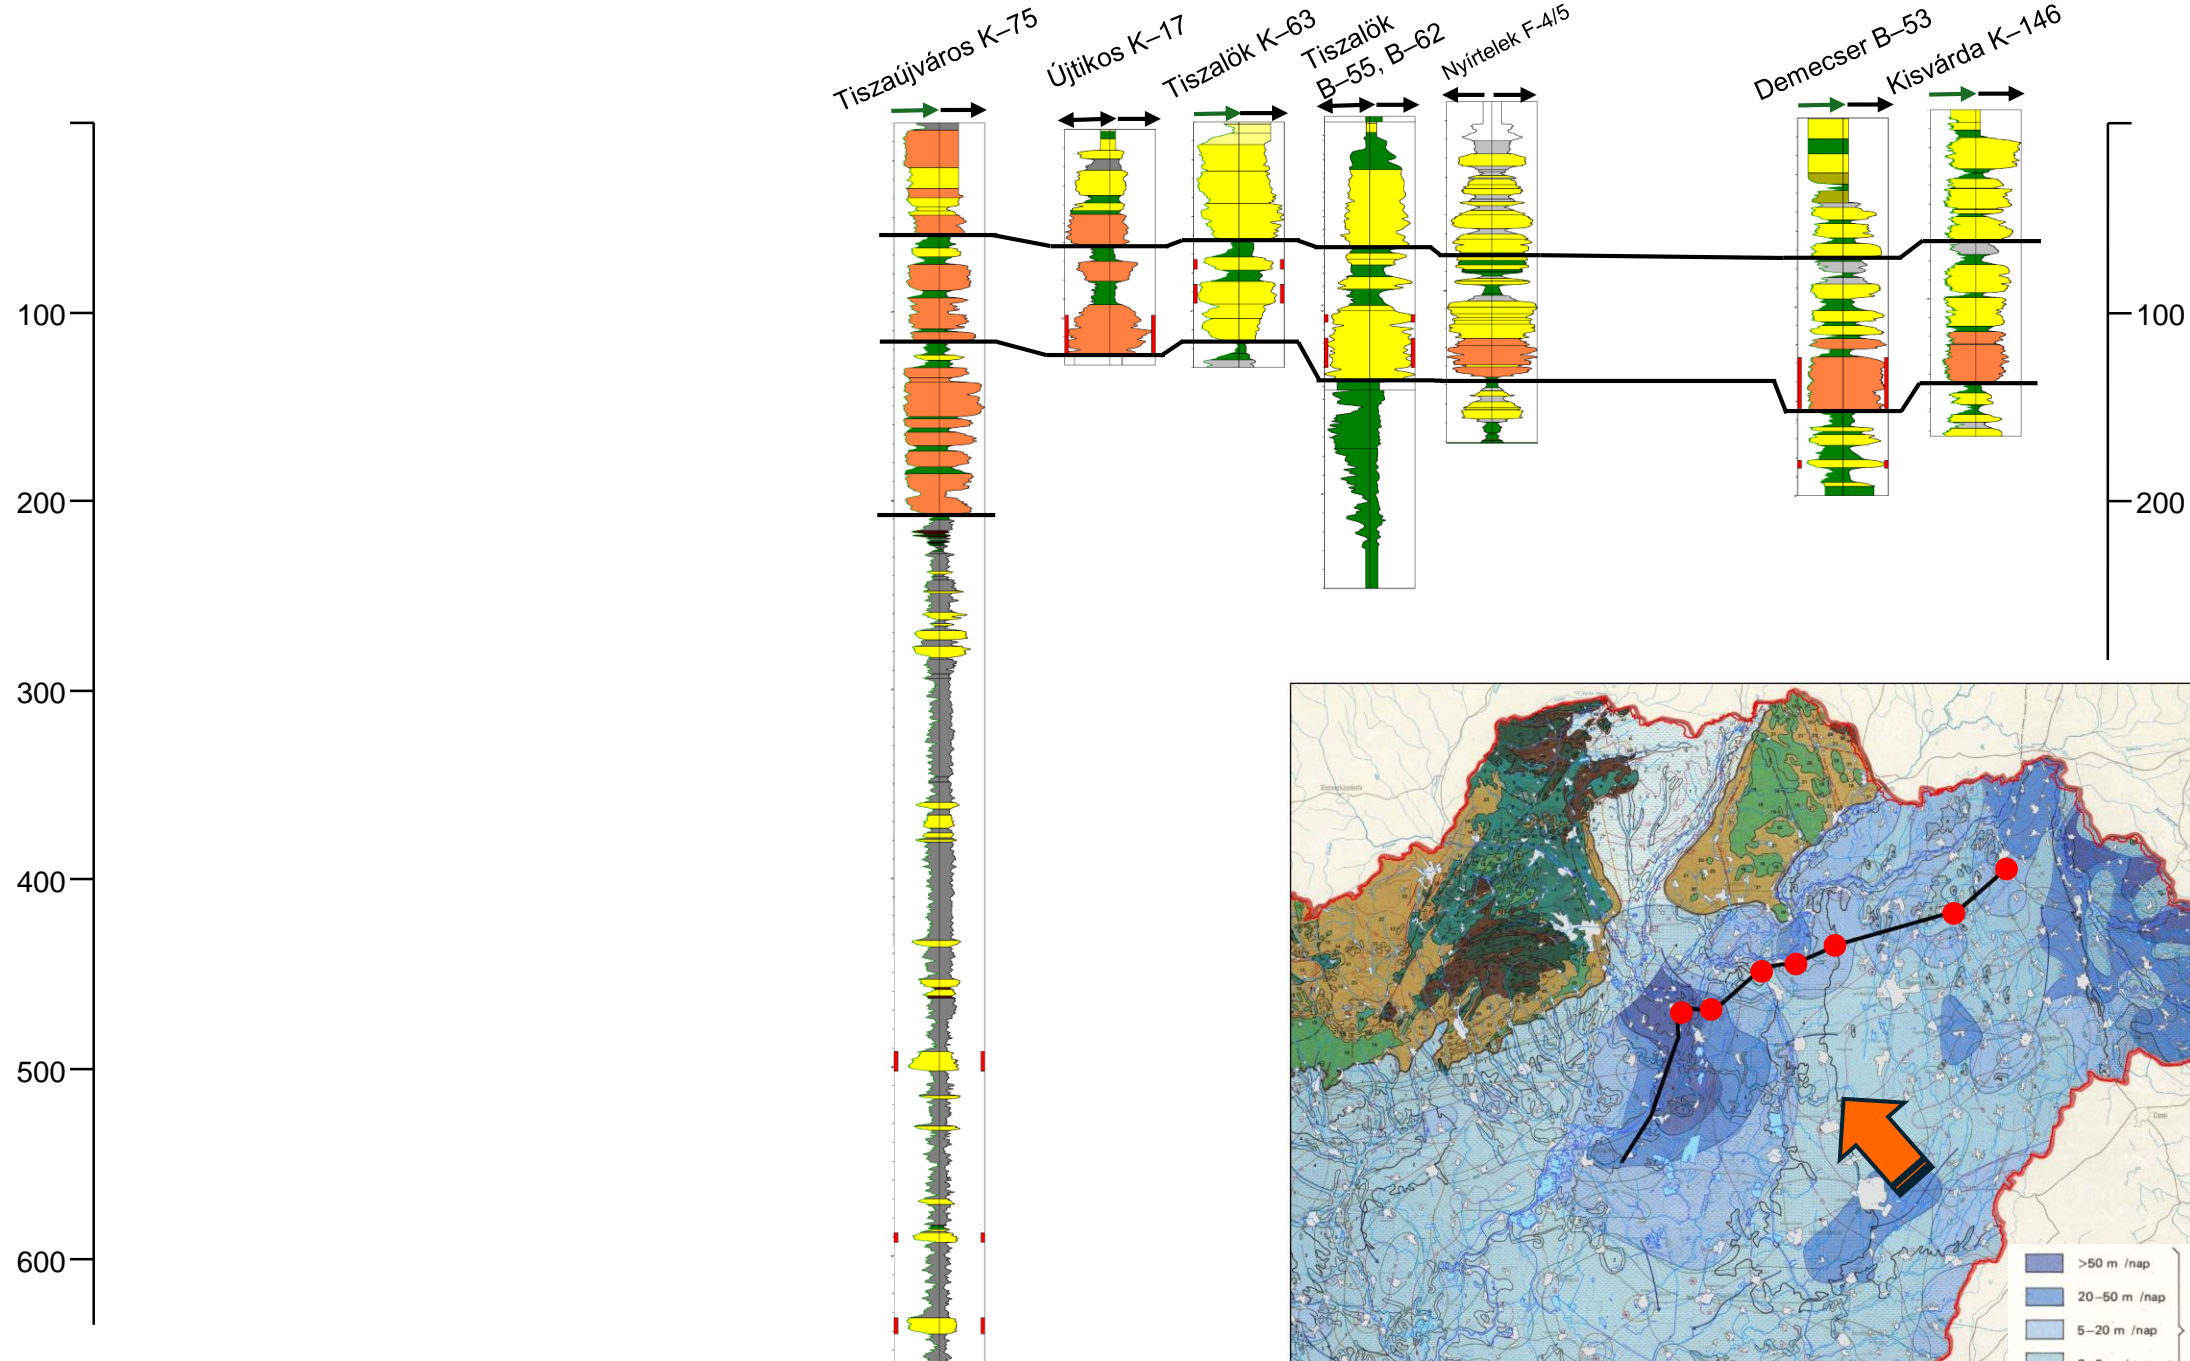 Tiszaújváros K–75
Újtikos K–17
Tiszalök K–63
Tiszalök
B–55, B–62
Nyírtelek F-4/5
Demecser B–53
Kisvárda K–146
100
200
300
400
500
600
100
200
>50 m /nap
20–50 m /nap
5–20 m /nap